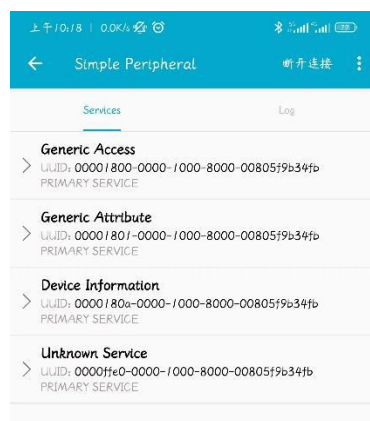 上午10:18 | 0.0K/s
Simple Peripheral 断开连接
Services Log
Generic Access
UUID: 00001800-0000-1000-8000-00805f9b34fb
PRIMARY SERVICE
Generic Attribute
UUID: 00001801-0000-1000-8000-00805f9b34fb
PRIMARY SERVICE
Device Information
UUID: 0000180a-0000-1000-8000-00805f9b34fb
PRIMARY SERVICE
Unknown Service
UUID: 0000ffe0-0000-1000-8000-00805f9b34fb
PRIMARY SERVICE